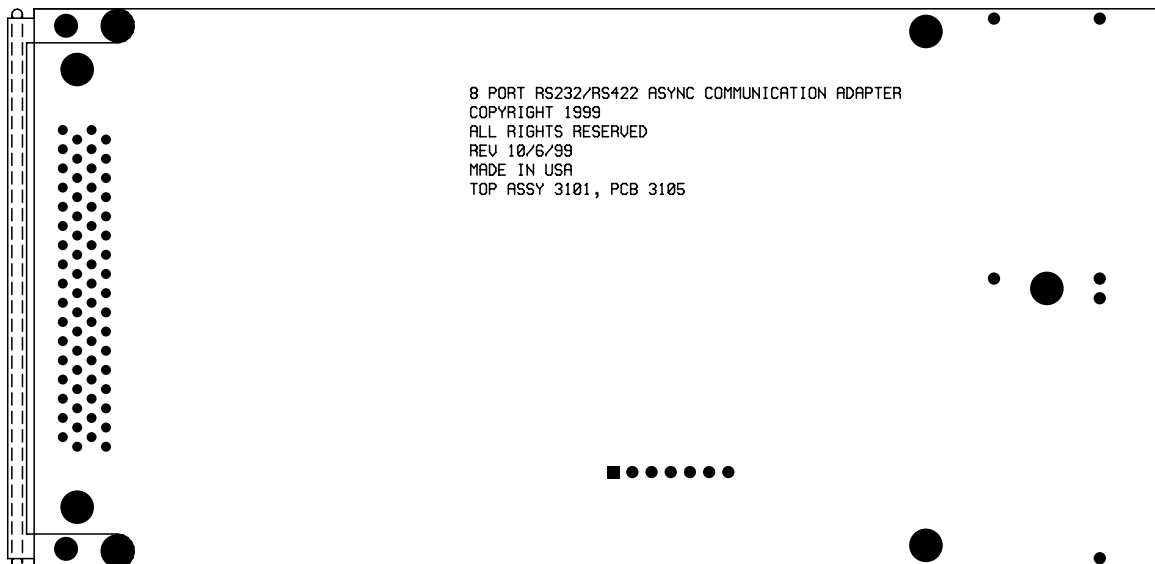 8 PORT RS232/RS422 ASYNC COMMUNICATION ADAPTER
COPYRIGHT 1999
ALL RIGHTS RESERVED
REV 10/6/99
MADE IN USA
TOP ASSY 3101, PCB 3105